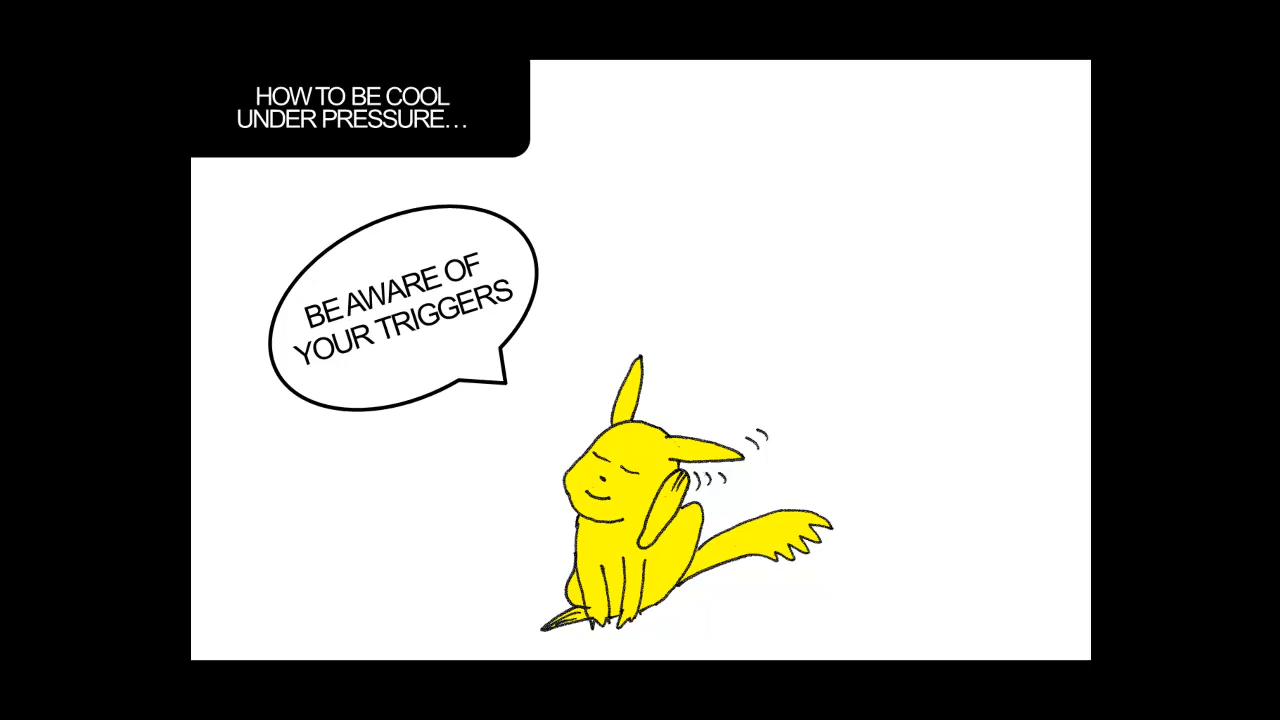 HOW TO BE COOL
UNDER PRESSURE...
BE AWARE OF
YOUR TRIGGERS